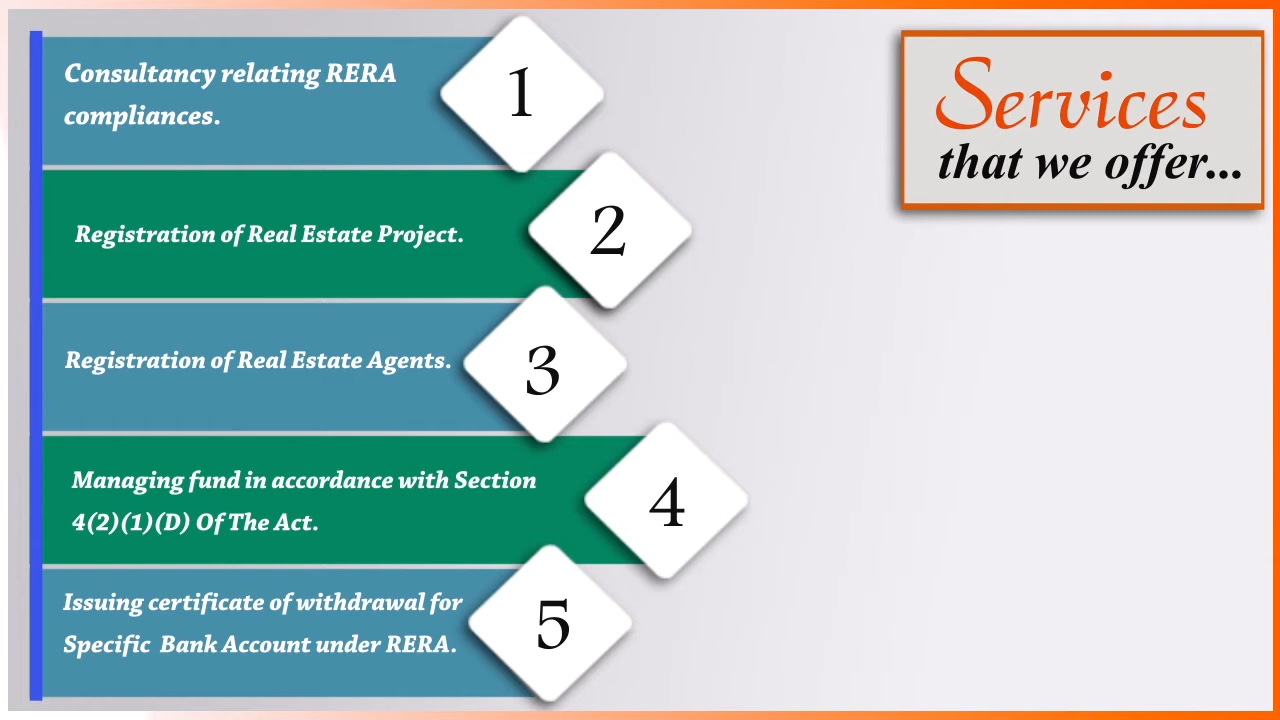 Services
that we offer...
Consultancy relating RERA
compliances.
1
Registration of Real Estate Project.
2
Registration of Real Estate Agents.
3
Managing fund in accordance with Section
4(2)(1)(D) Of The Act.
4
Issuing certificate of withdrawal for
Specific  Bank Account under RERA.
5